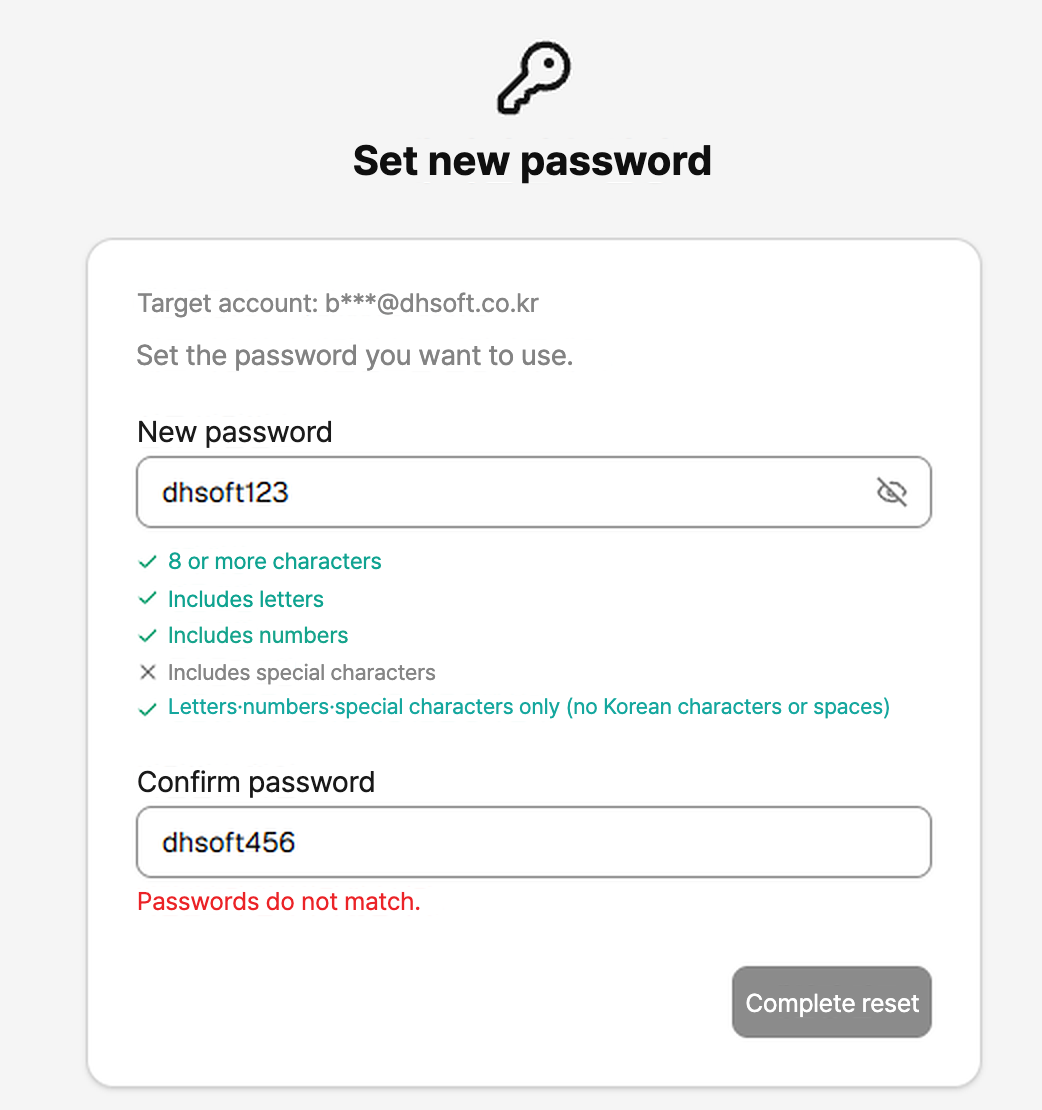 Set new password
Target account: b***@dhsoft.co.kr
Set the password you want to use.
New password
dhsoft123
8 or more characters
Includes letters
Includes numbers
Includes special characters
Letters·numbers·special characters only (no Korean characters or spaces)
Confirm password
dhsoft456
Passwords do not match.
Complete reset